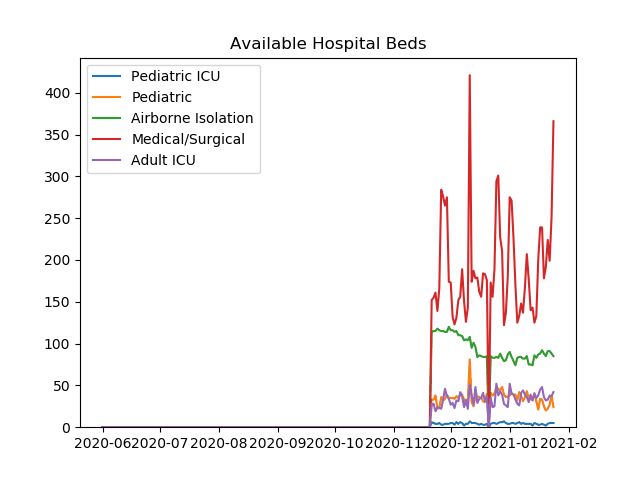 Available Hospital Beds
Pediatric ICU
Pediatric
Airborne Isolation
Medical/Surgical
Adult ICU
400
350
300
250
200
150
100
50
0
2020-06 2020-07 2020-08 2020-09 2020-10 2020-11 2020-12 2021-01 2021-02